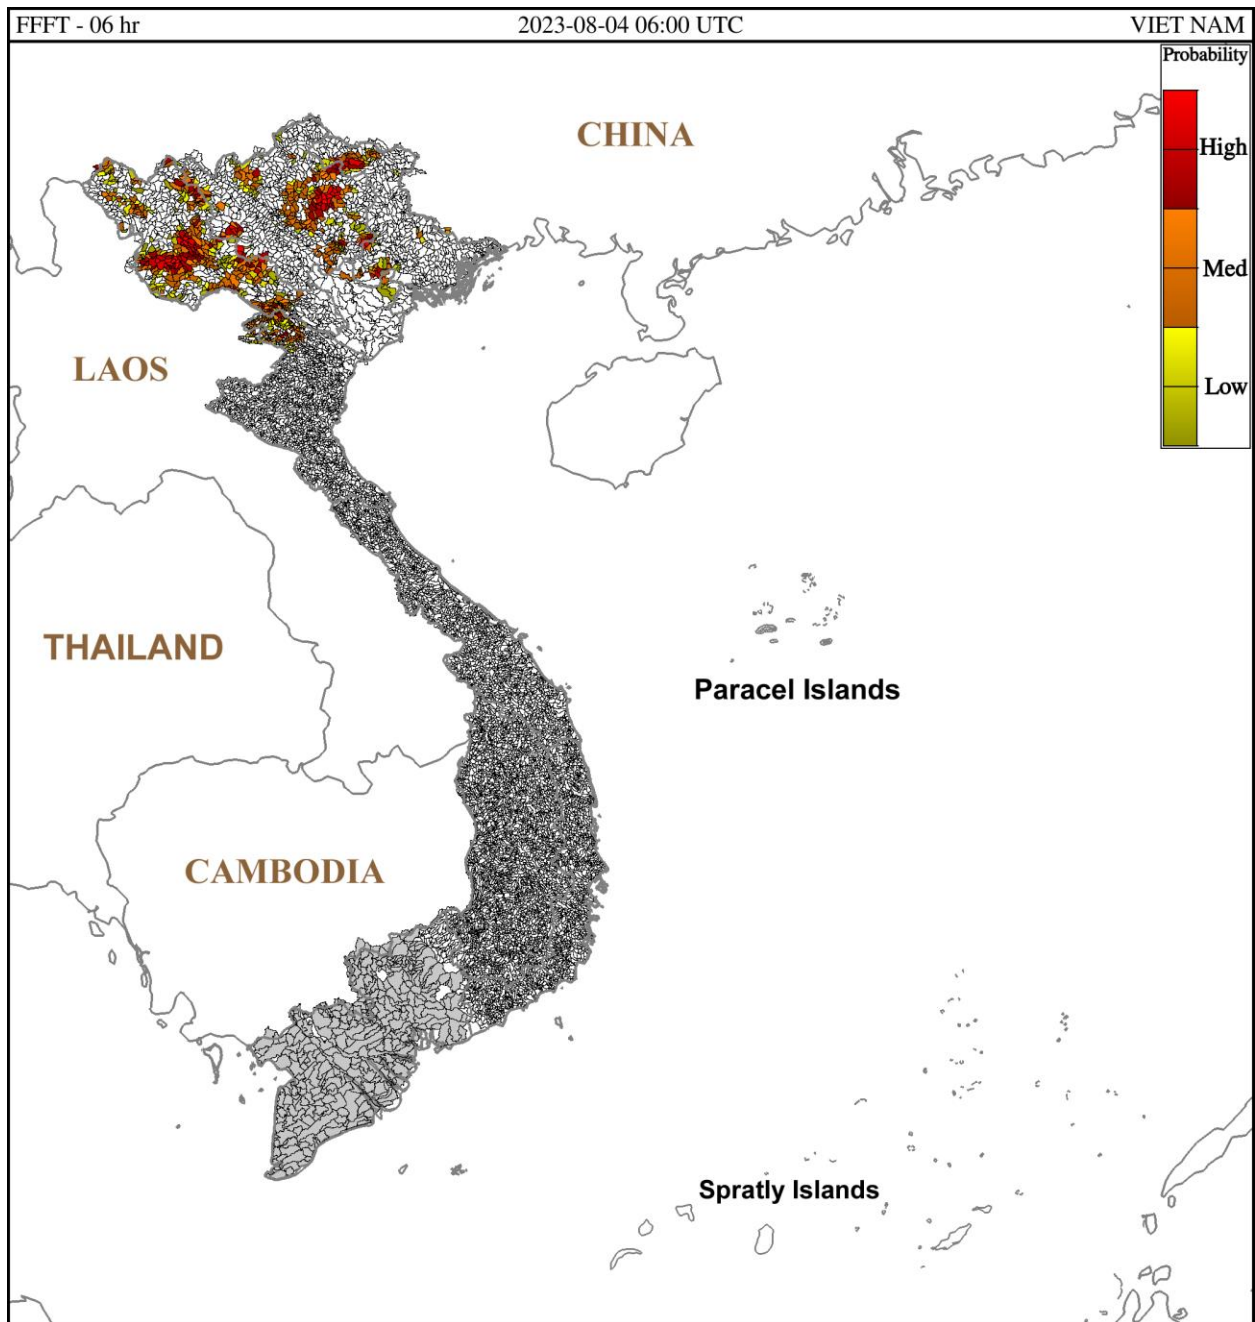 FFFT - 06 hr 2023-08-04 06:00 UTC VIET NAM
Probability
High
Med
Low
CHINA
LAOS
THAILAND
Paracel Islands
CAMBODIA
Spratly Islands